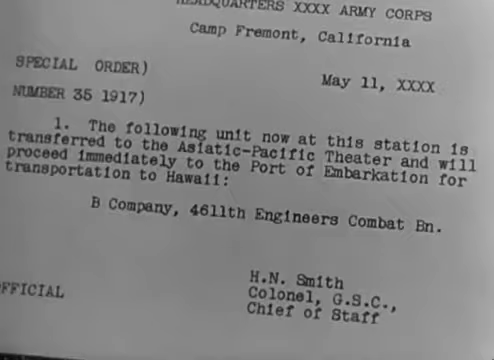 HEADQUARTERS XXXX ARMY CORPS
Camp Fremont, California
SPECIAL ORDER)
May 11, XXXX
NUMBER 35 1917)
1. The following unit now at this station is
transferred to the Asiatic-Pacific Theater and will
proceed immediately to the Port of Embarkation for
transportation to Hawaii:
B Company, 4611th Engineers Combat Bn.
H.N. Smith
OFFICIAL
Colonel, G.S.C.,
Chief of Staff